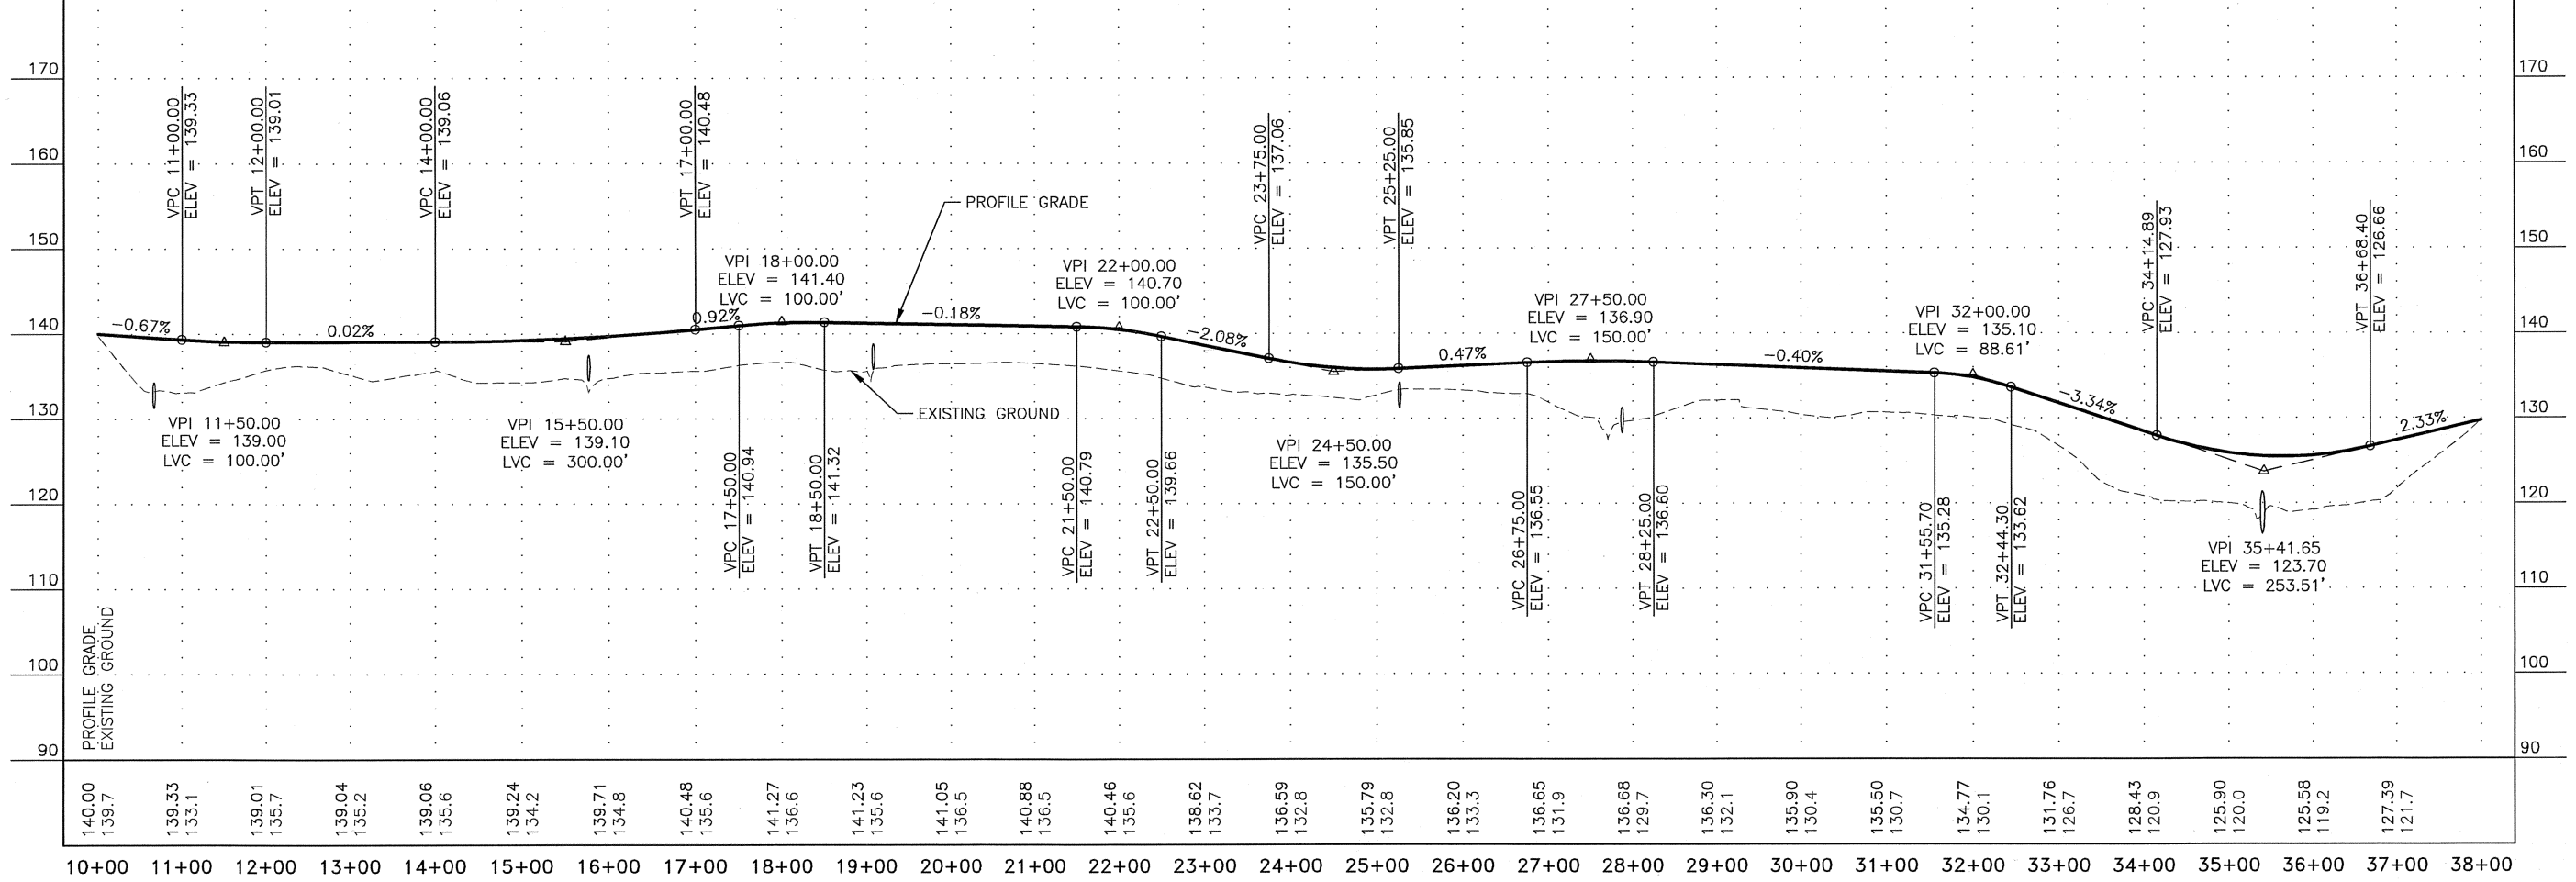 170
170
160
160
150
150
140
140
130
130
120
120
110
110
100
100
90
90
VPC 11+00.00
ELEV = 139.33
VPT 12+00.00
ELEV = 139.01
VPC 14+00.00
ELEV = 139.06
VPT 17+00.00
ELEV = 140.48
VPC 23+75.00
ELEV = 137.06
VPT 25+25.00
ELEV = 135.85
VPC 34+14.89
ELEV = 127.93
VPT 36+68.40
ELEV = 126.66
PROFILE GRADE
VPI 18+00.00
ELEV = 141.40
LVC = 100.00'
VPI 22+00.00
ELEV = 140.70
LVC = 100.00'
VPI 27+50.00
ELEV = 136.90
LVC = 150.00'
VPI 32+00.00
ELEV = 135.10
LVC = 88.61'
-0.67%
0.02%
0.92%
-0.18%
-2.08%
0.47%
-0.40%
-3.34%
2.33%
EXISTING GROUND
VPI 11+50.00
ELEV = 139.00
LVC = 100.00'
VPI 15+50.00
ELEV = 139.10
LVC = 300.00'
VPI 24+50.00
ELEV = 135.50
LVC = 150.00'
VPI 35+41.65
ELEV = 123.70
LVC = 253.51'
VPC 17+50.00
ELEV = 140.94
VPT 18+50.00
ELEV = 141.32
VPC 21+50.00
ELEV = 140.79
VPT 22+50.00
ELEV = 139.66
VPC 26+75.00
ELEV = 136.55
VPT 28+25.00
ELEV = 136.60
VPC 31+55.70
ELEV = 135.28
VPT 32+44.30
ELEV = 133.62
PROFILE GRADE
EXISTING GROUND
140.00
139.7
139.33
133.1
139.01
135.7
139.04
135.2
139.06
135.6
139.24
134.2
139.71
134.8
140.48
135.6
141.27
136.6
141.23
135.6
141.05
136.5
140.88
136.5
140.46
135.6
138.62
133.7
136.59
132.8
135.79
132.8
136.20
133.3
136.65
131.9
136.68
129.7
136.30
132.1
135.90
130.4
135.50
130.7
134.77
130.1
131.76
126.7
128.43
120.9
125.90
120.0
125.58
119.2
127.39
121.7
10+00 11+00 12+00 13+00 14+00 15+00 16+00 17+00 18+00 19+00 20+00 21+00 22+00 23+00 24+00 25+00 26+00 27+00 28+00 29+00 30+00 31+00 32+00 33+00 34+00 35+00 36+00 37+00 38+00